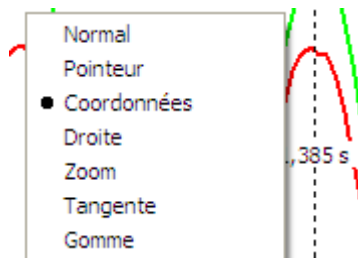 Normal
Pointeur
Coordonnées
Droite
,385 s
Zoom
Tangente
Gomme